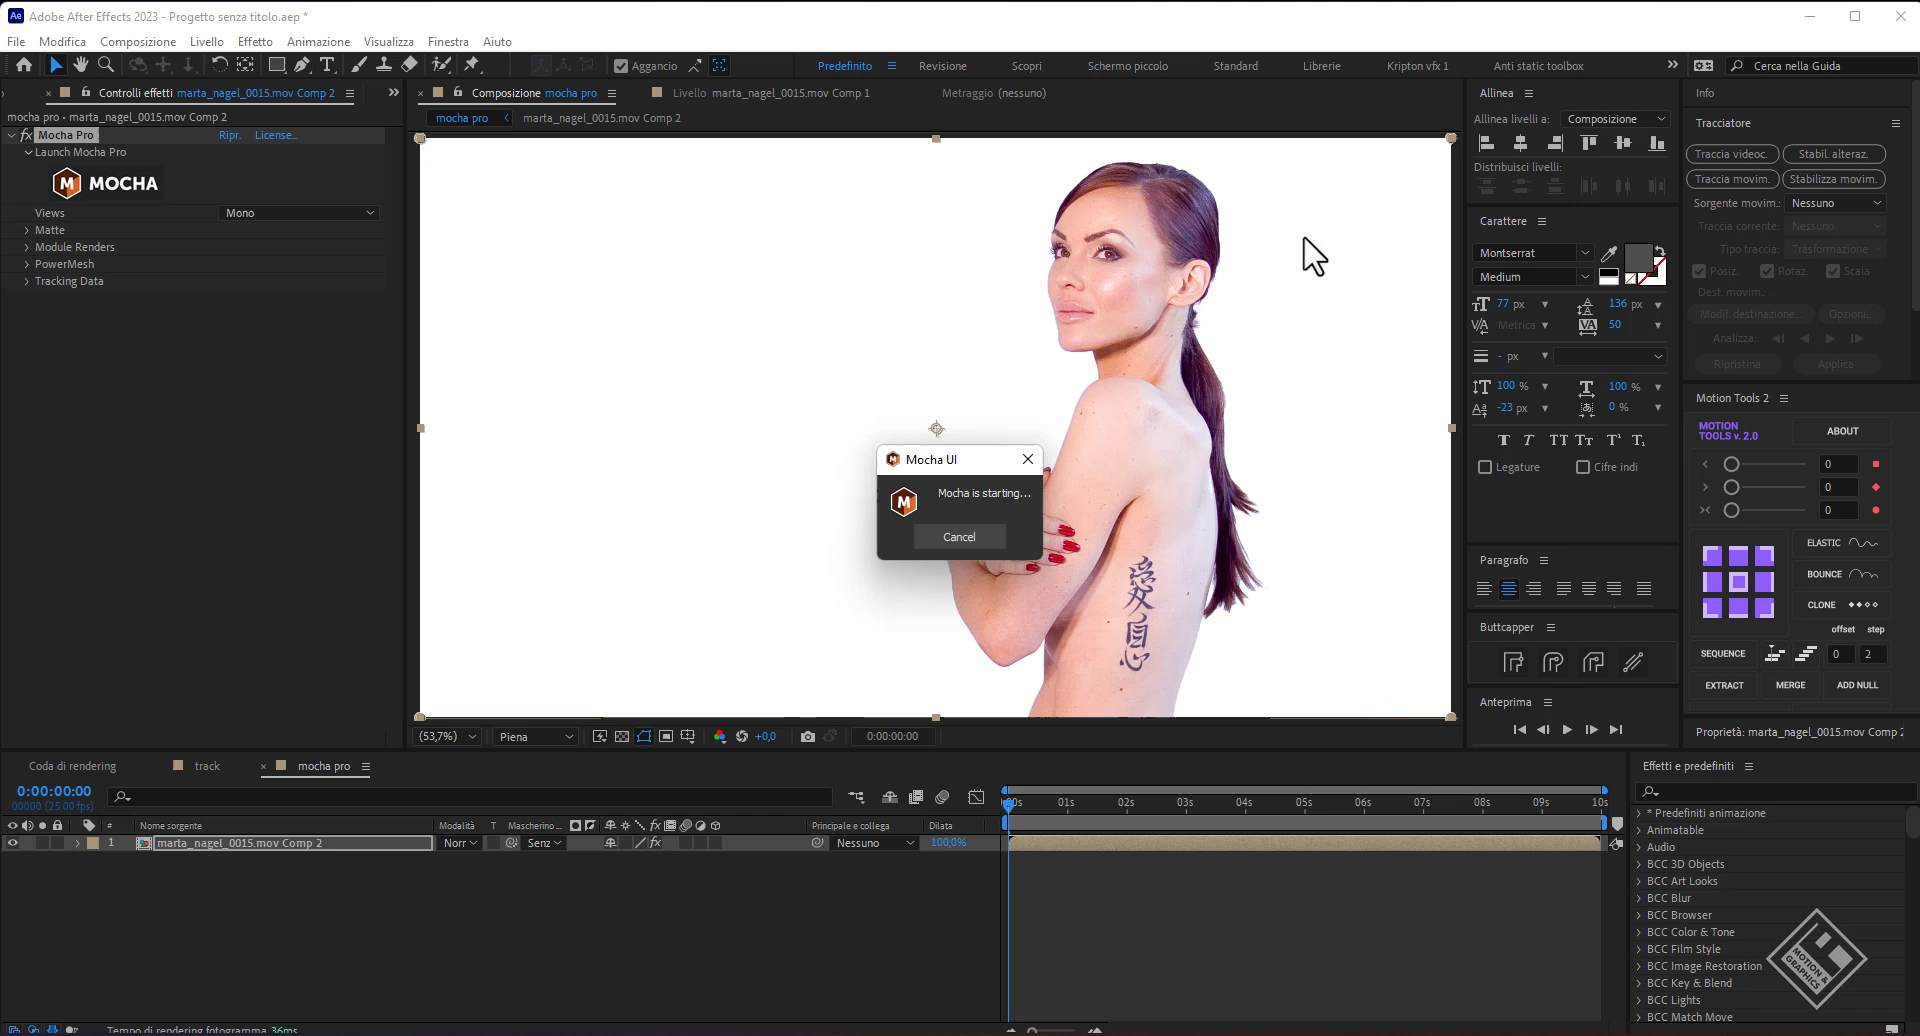 Adobe After Effects 2023 - Progetto senza titolo.aep *
File Modifica Composizione Livello Effetto Animazione Visualizza Finestra Aiuto
Aggancio
Predefinito Revisione Scopri Schermo piccolo Standard Librerie Kripton vfx 1 Anti static toolbox
Cerca nella Guida
Controlli effetti marta_nagel_0015.mov Comp 2
mocha pro • marta_nagel_0015.mov Comp 2
fx Mocha Pro Ripr. License...
Launch Mocha Pro
M MOCHA
Views Mono
Matte
Module Renders
PowerMesh
Tracking Data
Composizione mocha pro
Livello marta_nagel_0015.mov Comp 1
Metraggio (nessuno)
mocha pro marta_nagel_0015.mov Comp 2
Mocha UI
Mocha is starting...
Cancel
(53,7%) Piena +0,0 0:00:00:00
Allinea
Allinea livelli a: Composizione
Distribuisci livelli:
Carattere
Montserrat
Medium
77 px 136 px
Metrica 50
- px
100 % 100 %
-23 px 0 %
Legature Cifre indi
Paragrafo
Buttcapper
Anteprima
Info
Tracciatore
Traccia videoc. Stabil. alteraz.
Traccia movim. Stabilizza movim.
Sorgente movim.: Nessuno
Traccia corrente: Nessuno
Tipo traccia: Trasformazione
Posiz. Rotaz. Scala
Dest. movim.:
Modif. destinazione... Opzioni...
Analizza:
Ripristina Applica
Motion Tools 2
MOTION
TOOLS v. 2.0
ABOUT
0
0
0
ELASTIC
BOUNCE
CLONE
offset step
SEQUENCE 0 2
EXTRACT MERGE ADD NULL
Proprietà: marta_nagel_0015.mov Comp 2
Coda di rendering track mocha pro
0:00:00:00
00000 (25.00 fps)
# Nome sorgente Modalità T Mascherino ... Principale e collega Dilata
1 marta_nagel_0015.mov Comp 2 Norr Senz fx Nessuno 100,0%
01s 02s 03s 04s 05s 06s 07s 08s 09s 10s
Tempo di rendering fotogramma 36ms
Effetti e predefiniti
* Predefiniti animazione
Animatable
Audio
BCC 3D Objects
BCC Art Looks
BCC Blur
BCC Browser
BCC Color & Tone
BCC Film Style
BCC Image Restoration
BCC Key & Blend
BCC Lights
BCC Match Move
MOTION &
GRAPHICS